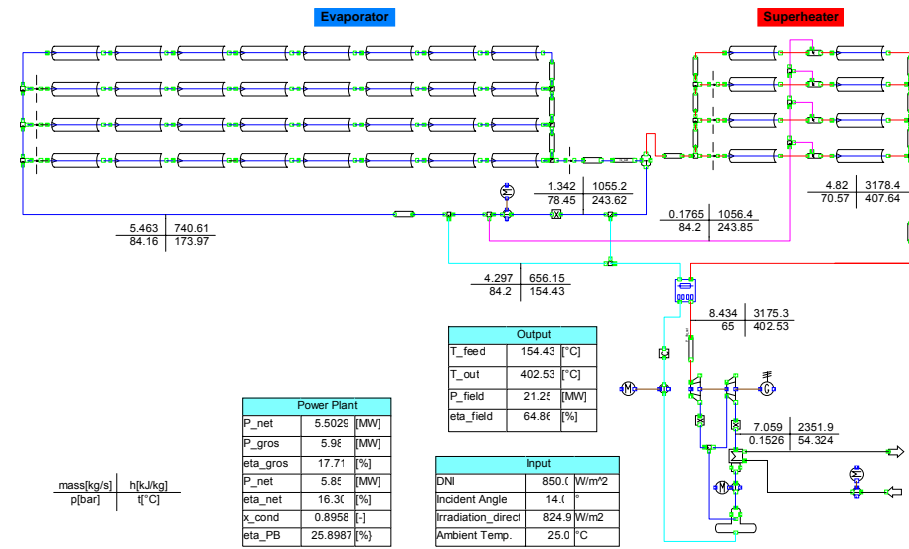 Evaporator
Superheater
1.342 1055.2
78.45 243.62
4.82 3178.4
70.57 407.64
0.1765 1056.4
84.2 243.85
5.463 740.61
84.16 173.97
4.297 656.15
84.2 154.43
8.434 3175.3
65 402.53
Output
T_feed 154.43 [°C]
T_out 402.53 [°C]
P_field 21.25 [MW]
eta_field 64.86 [%]
M
G
Power Plant
P_net 5.5029 [MW]
P_gros 5.98 [MW]
eta_gros 17.71 [%]
P_net 5.85 [MW]
eta_net 16.30 [%]
x_cond 0.8958 [-]
eta_PB 25.8987 [%]
7.059 2351.9
0.1526 54.324
Input
DNI 850.0 W/m^2
Incident Angle 14.0 °
Irradiation_direct 824.9 W/m2
Ambient Temp. 25.0 °C
M
M
mass[kg/s] h[kJ/kg]
p[bar] t[°C]